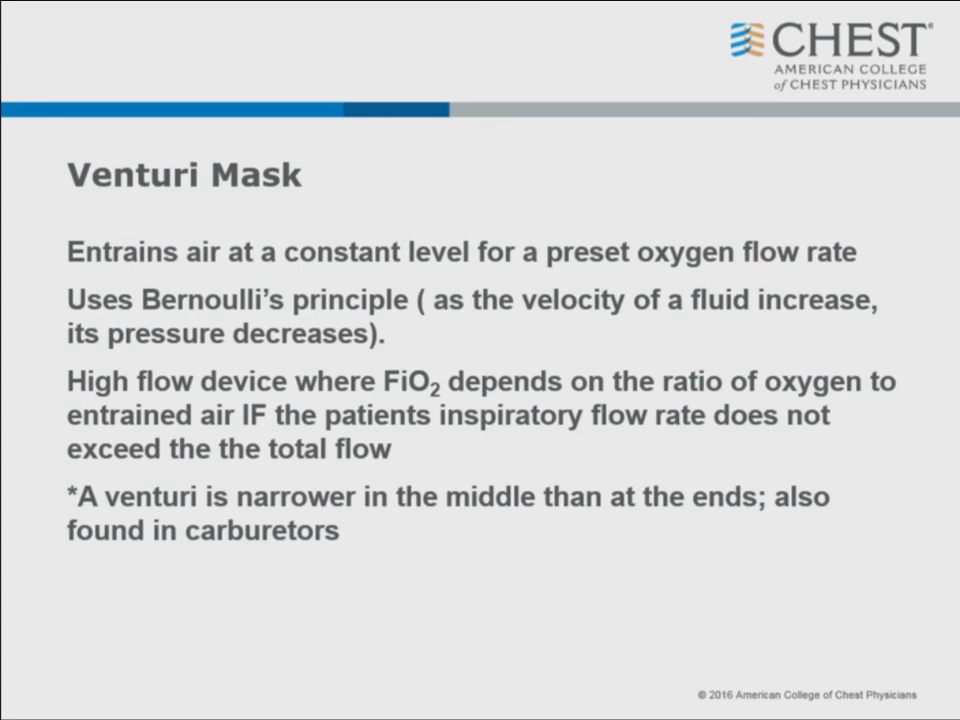 CHEST®
AMERICAN COLLEGE
of CHEST PHYSICIANS
Venturi Mask
Entrains air at a constant level for a preset oxygen flow rate
Uses Bernoulli’s principle ( as the velocity of a fluid increase,
its pressure decreases).
High flow device where FiO₂ depends on the ratio of oxygen to
entrained air IF the patients inspiratory flow rate does not
exceed the the total flow
*A venturi is narrower in the middle than at the ends; also
found in carburetors
© 2016 American College of Chest Physicians